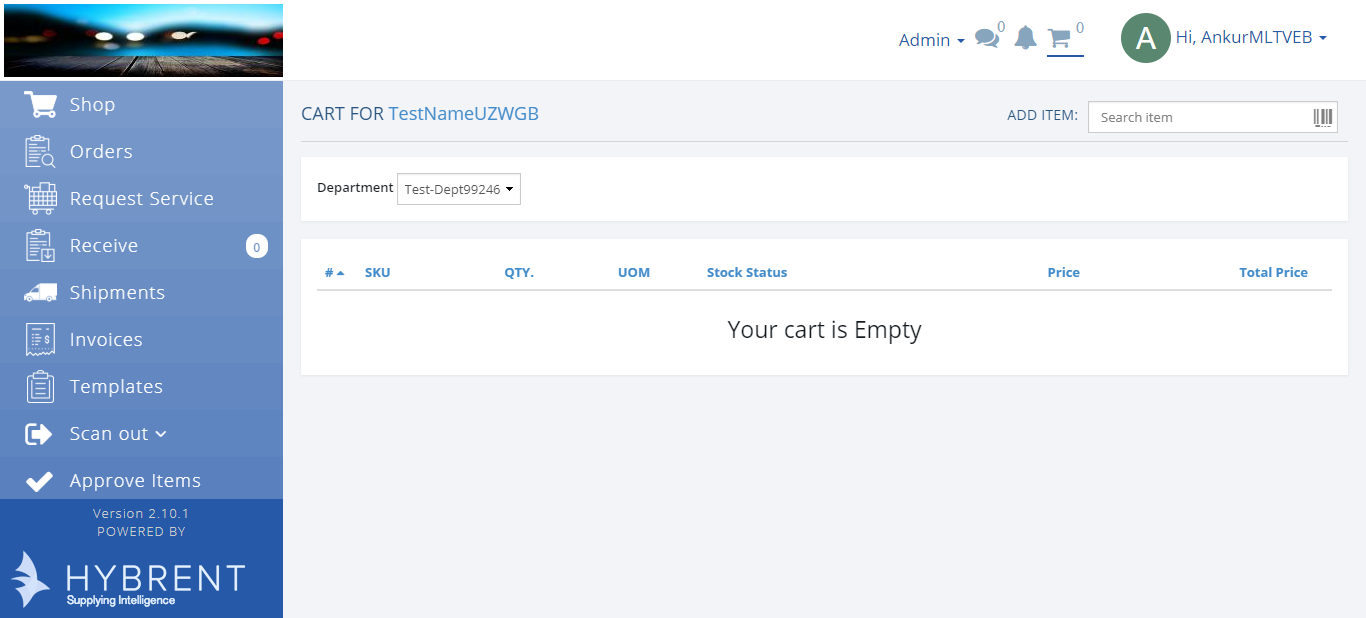 Admin
0
0
A
Hi, AnkurMLTVEB
Shop
Orders
Request Service
Receive
0
Shipments
Invoices
Templates
Scan out
Approve Items
Version 2.10.1
POWERED BY
HYBRENT
Supplying Intelligence
CART FOR TestNameUZWGB
ADD ITEM:
Search item
Department
Test-Dept99246
# SKU QTY. UOM Stock Status Price Total Price
Your cart is Empty